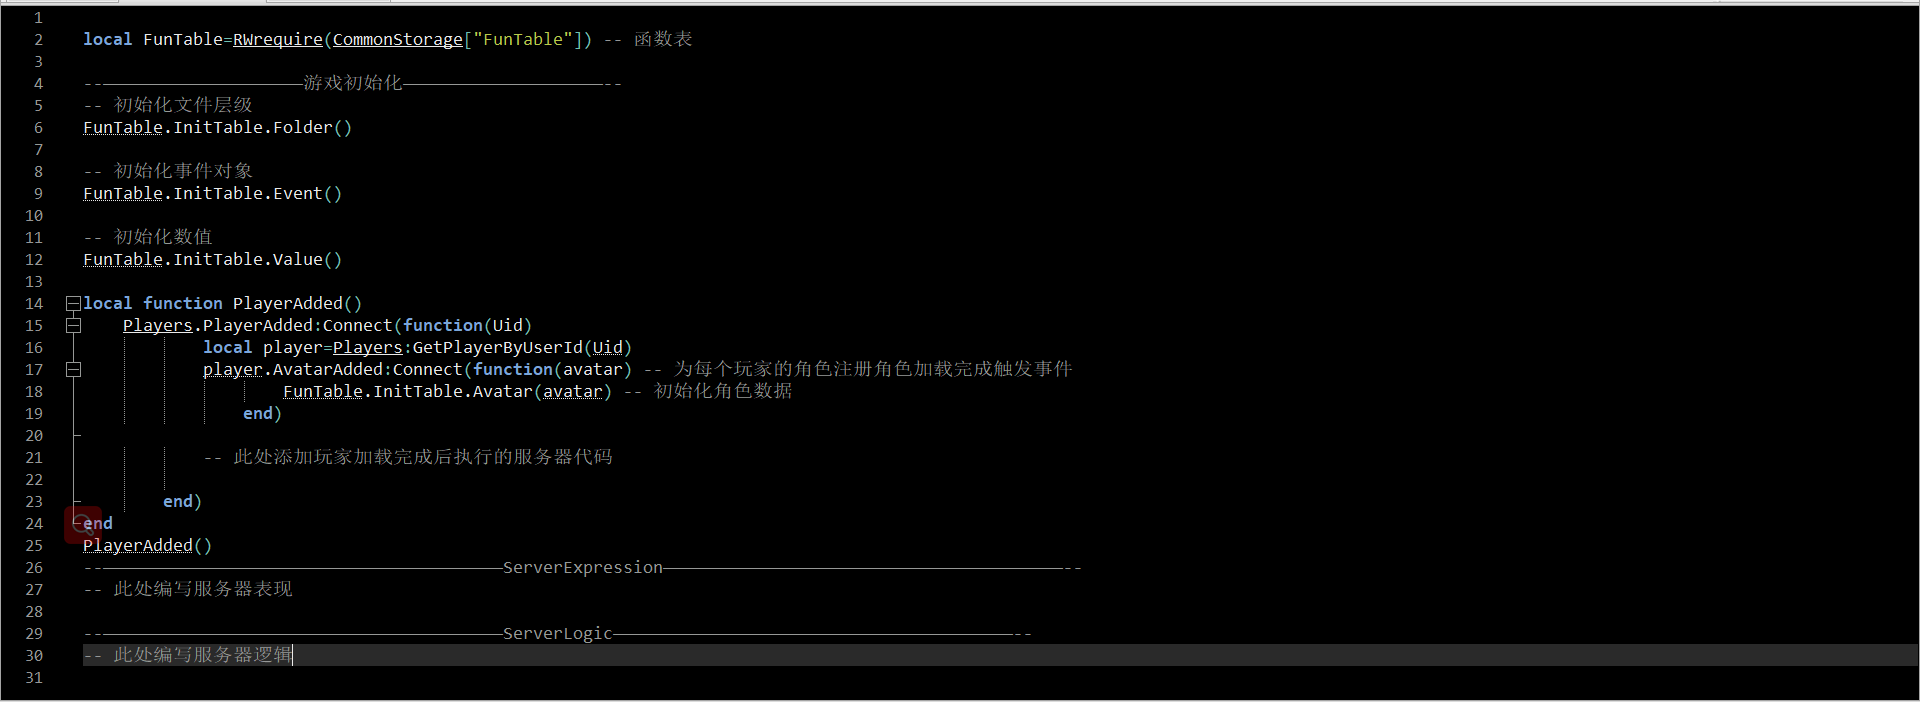 1
2 local FunTable=RWrequire(CommonStorage["FunTable"]) -- 函数表
3
4 --————————————————————游戏初始化————————————————————--
5 -- 初始化文件层级
6 FunTable.InitTable.Folder()
7
8 -- 初始化事件对象
9 FunTable.InitTable.Event()
10
11 -- 初始化数值
12 FunTable.InitTable.Value()
13
14 local function PlayerAdded()
15 Players.PlayerAdded:Connect(function(Uid)
16 local player=Players:GetPlayerByUserId(Uid)
17 player.AvatarAdded:Connect(function(avatar) -- 为每个玩家的角色注册角色加载完成触发事件
18 FunTable.InitTable.Avatar(avatar) -- 初始化角色数据
19 end)
20
21 -- 此处添加玩家加载完成后执行的服务器代码
22
23 end)
24 end
25 PlayerAdded()
26 --————————————————————————————————————————ServerExpression————————————————————————————————————————--
27 -- 此处编写服务器表现
28
29 --————————————————————————————————————————ServerLogic————————————————————————————————————————--
30 -- 此处编写服务器逻辑
31